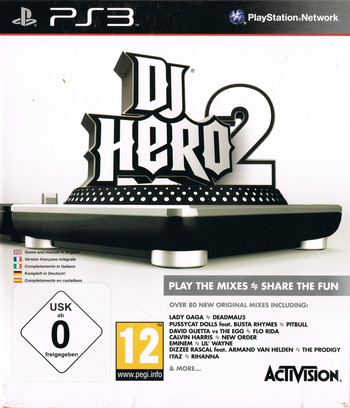 PS3 PlayStation®Network
DJ
HERO 2
Game and manual in English
Version française intégrale
Completamente in Italiano
Komplett in Deutsch!
Completamente en castellano
PLAY THE MIXES SHARE THE FUN
OVER 80 NEW ORIGINAL MIXES INCLUDING:
LADY GAGA DEADMAU5
PUSSYCAT DOLLS feat. BUSTA RHYMES PITBULL
DAVID GUETTA vs THE EGG FLO RIDA
CALVIN HARRIS NEW ORDER
EMINEM LIL' WAYNE
DIZZEE RASCAL feat. ARMAND VAN HELDEN THE PRODIGY
IYAZ RIHANNA
& MORE...
USK
ab
0
freigegeben
12
www.pegi.info
ACTIVISION